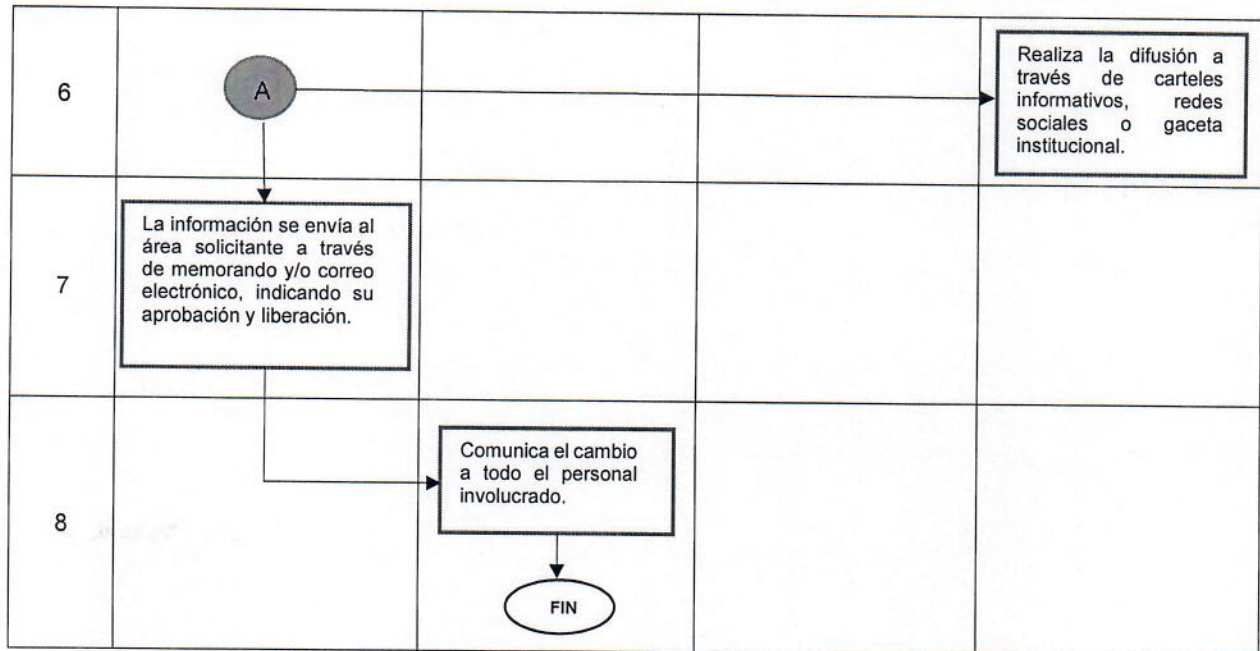 6
A
Realiza la difusión a
través de carteles
informativos, redes
sociales o gaceta
institucional.
7
La información se envía al
área solicitante a través
de memorando y/o correo
electrónico, indicando su
aprobación y liberación.
8
Comunica el cambio
a todo el personal
involucrado.
FIN